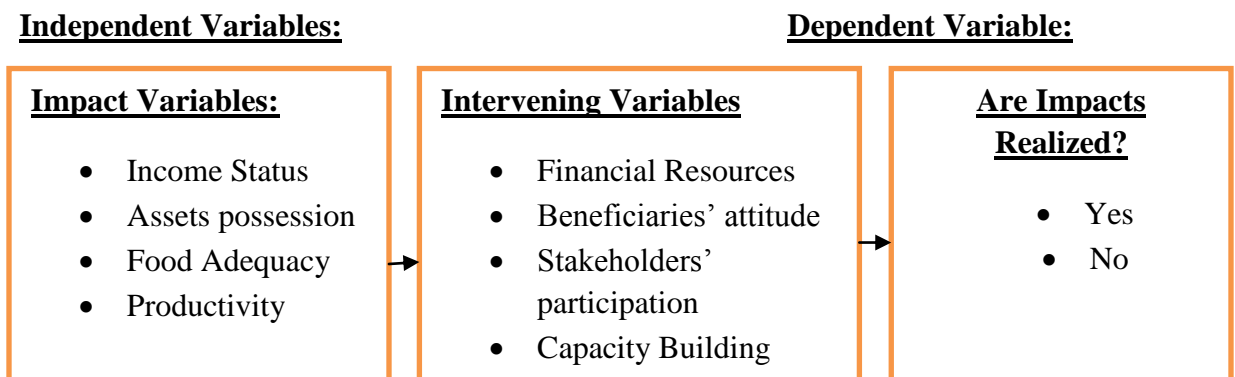 Independent Variables:
Dependent Variable:
Impact Variables:
• Income Status
• Assets possession
• Food Adequacy
• Productivity
Intervening Variables
• Financial Resources
• Beneficiaries’ attitude
• Stakeholders’
participation
• Capacity Building
Are Impacts
Realized?
• Yes
• No